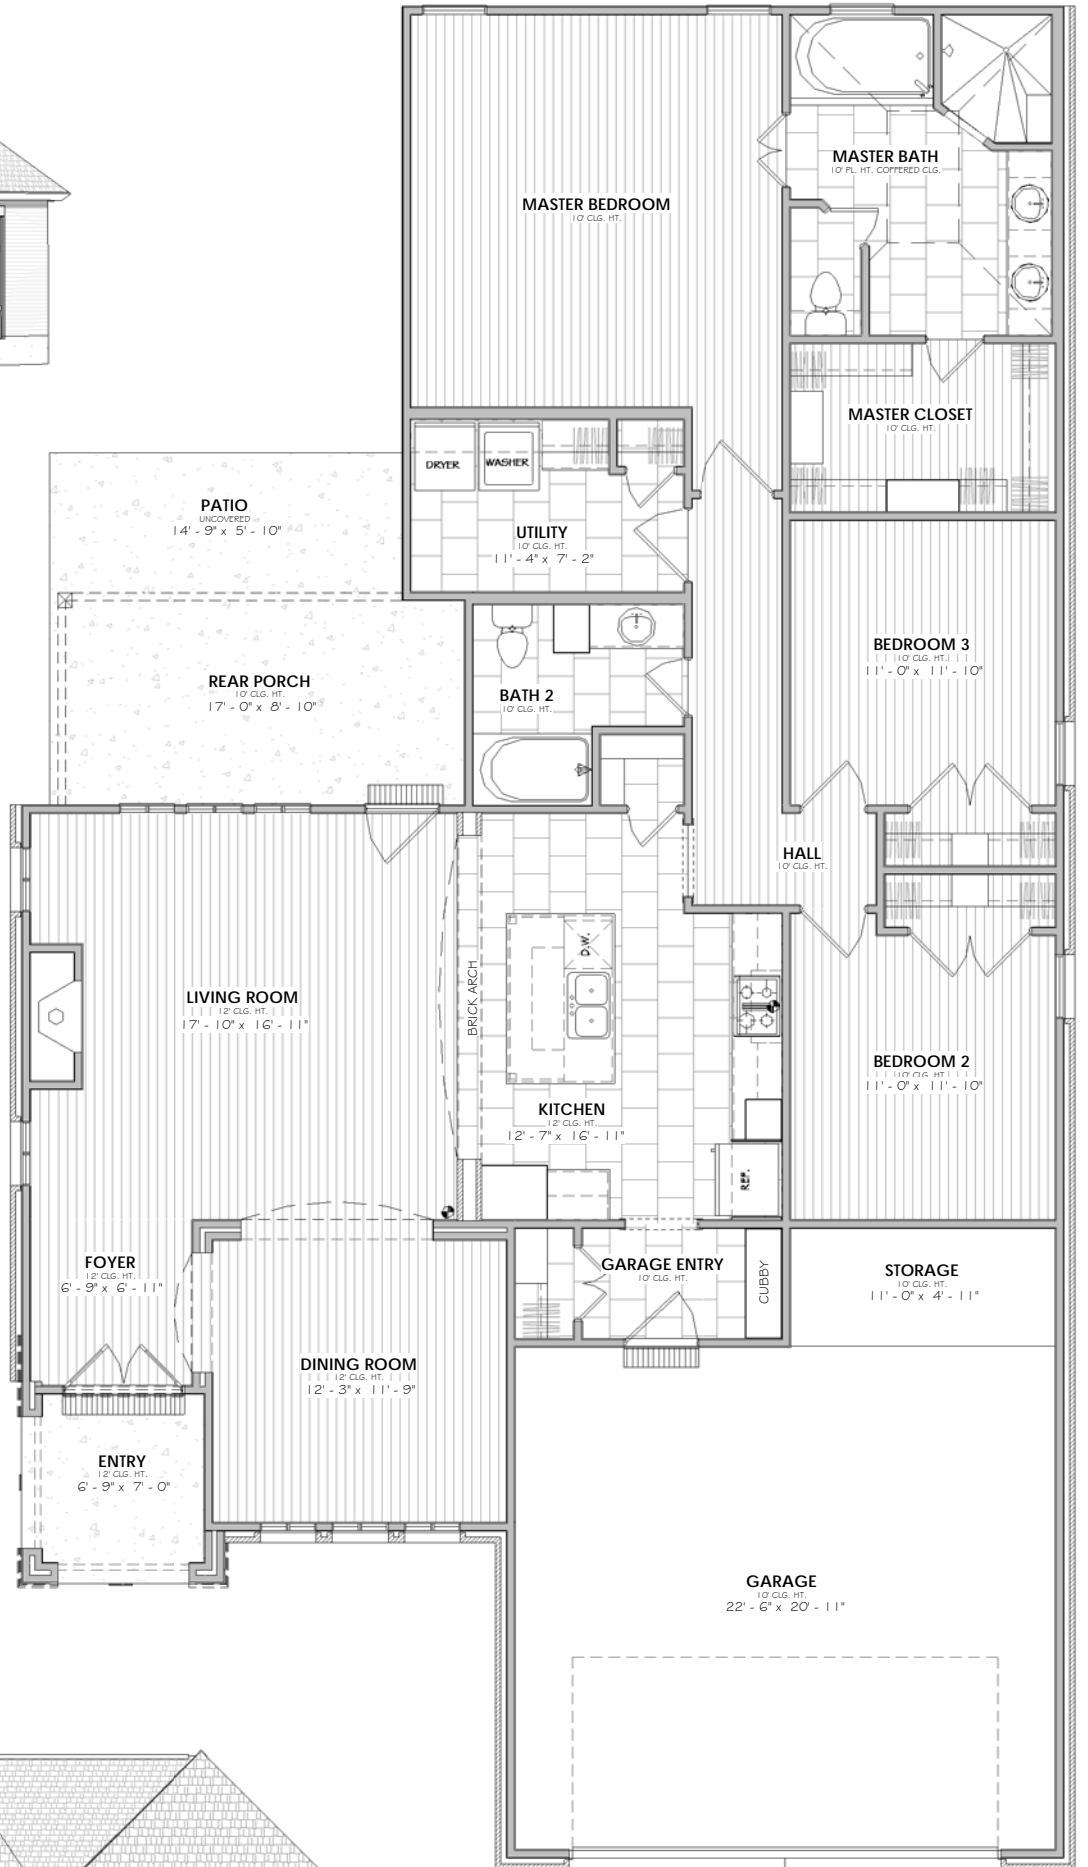 MASTER BEDROOM
10' CLG. HT.
MASTER BATH
10' PL. HT. COFFERED CLG.
MASTER CLOSET
10' CLG. HT.
DRYER
WASHER
UTILITY
10' CLG. HT.
11' - 4" x 7' - 2"
PATIO
UNCOVERED
14' - 9" x 5' - 10"
REAR PORCH
10' CLG. HT.
17' - 0" x 8' - 10"
BATH 2
10' CLG. HT.
BEDROOM 3
10' CLG. HT.
11' - 0" x 11' - 10"
HALL
10' CLG. HT.
LIVING ROOM
12' CLG. HT.
17' - 10" x 16' - 11"
BRICK ARCH
D.W.
KITCHEN
12' CLG. HT.
12' - 7" x 16' - 11"
REF.
BEDROOM 2
10' CLG. HT.
11' - 0" x 11' - 10"
FOYER
12' CLG. HT.
6' - 9" x 6' - 11"
GARAGE ENTRY
10' CLG. HT.
CUBBY
STORAGE
10' CLG. HT.
11' - 0" x 4' - 11"
DINING ROOM
12' CLG. HT.
12' - 3" x 11' - 9"
ENTRY
12' CLG. HT.
6' - 9" x 7' - 0"
GARAGE
10' CLG. HT.
22' - 6" x 20' - 11"